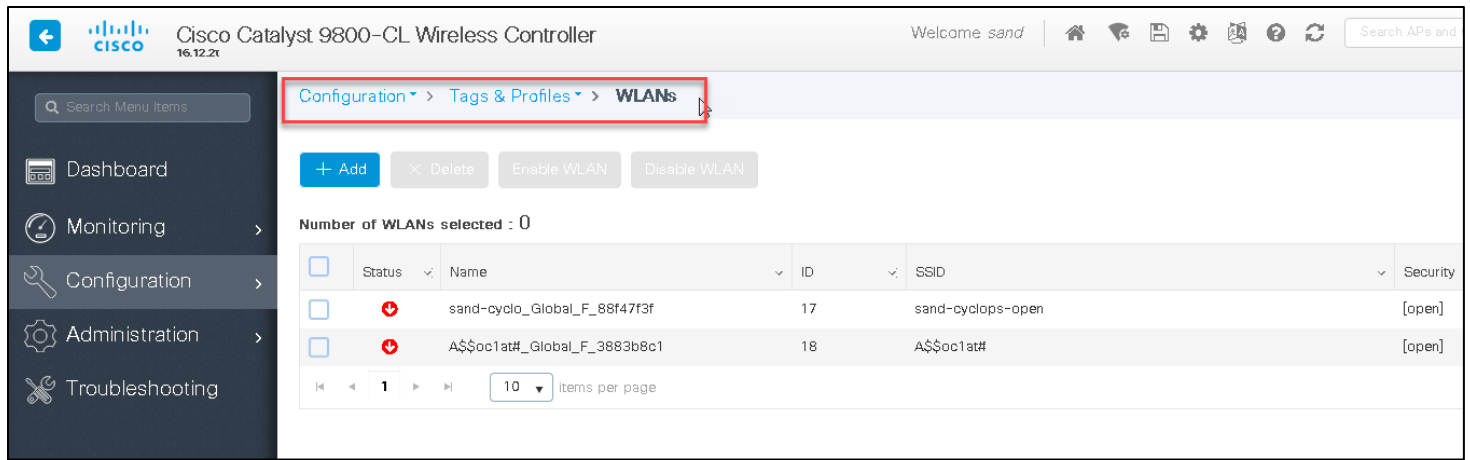 CISCO
Cisco Catalyst 9800-CL Wireless Controller
16.12.2t
Welcome sand
Search APs and
Search Menu Items
Dashboard
Monitoring
Configuration
Administration
Troubleshooting
Configuration > Tags & Profiles > WLANs
+ Add
× Delete
Enable WLAN
Disable WLAN
Number of WLANs selected : 0
Status Name ID SSID Security
sand-cyclo_Global_F_88f47f3f 17 sand-cyclops-open [open]
A$$oc1at#_Global_F_3883b8c1 18 A$$oc1at# [open]
1 10 items per page